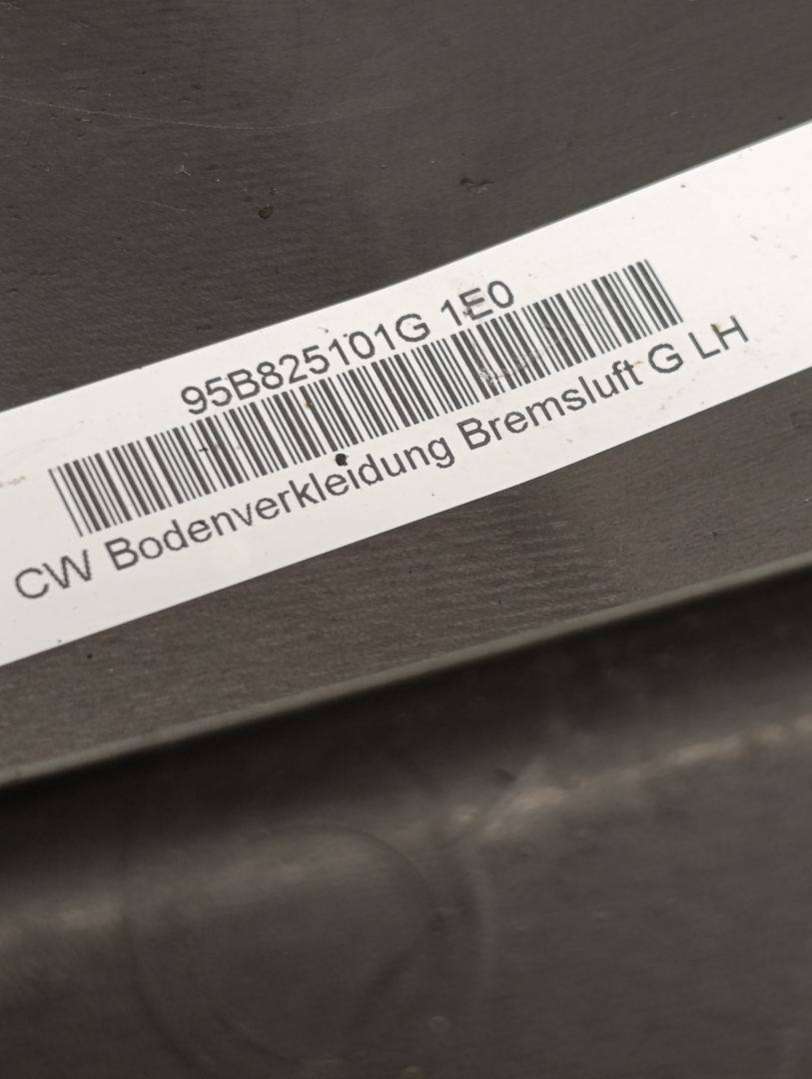 95B825101G 1E0
CW Bodenverkleidung Bremsluft G LH